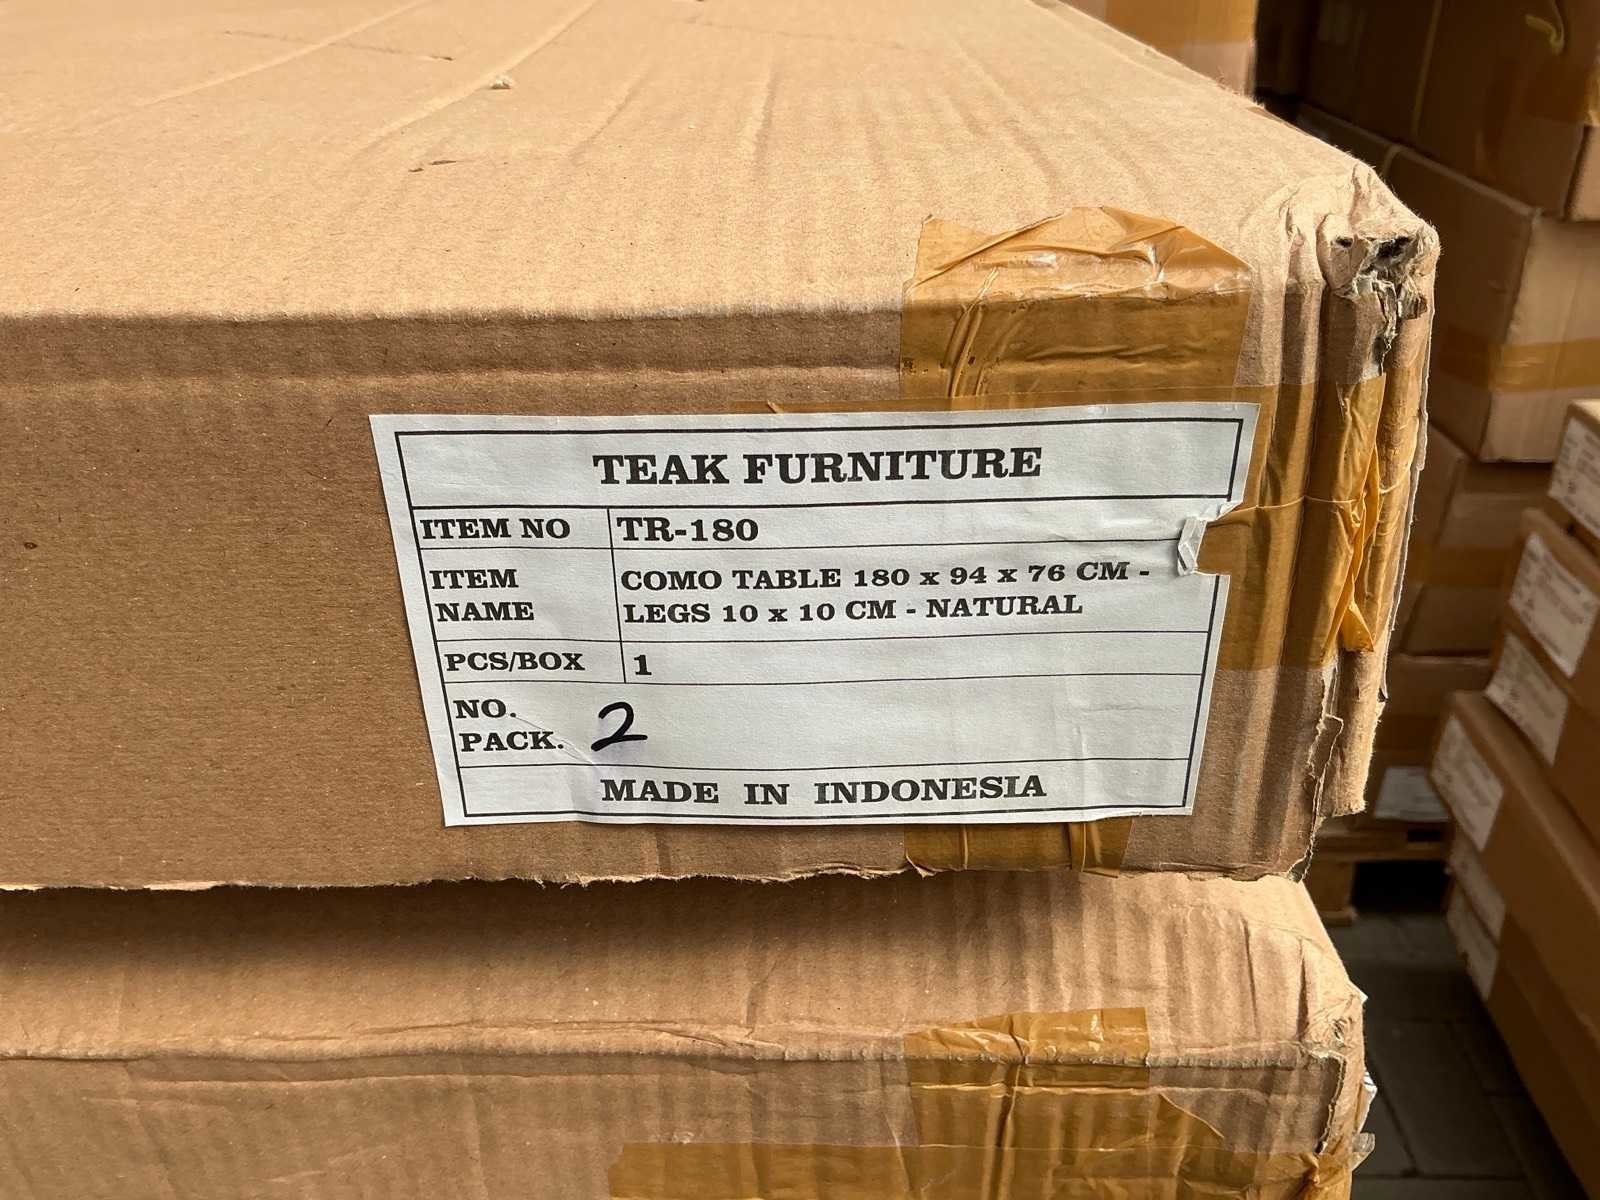 TEAK FURNITURE
ITEM NO TR-180
ITEM NAME COMO TABLE 180 x 94 x 76 CM -
LEGS 10 x 10 CM - NATURAL
PCS/BOX 1
NO.
PACK. 2
MADE IN INDONESIA